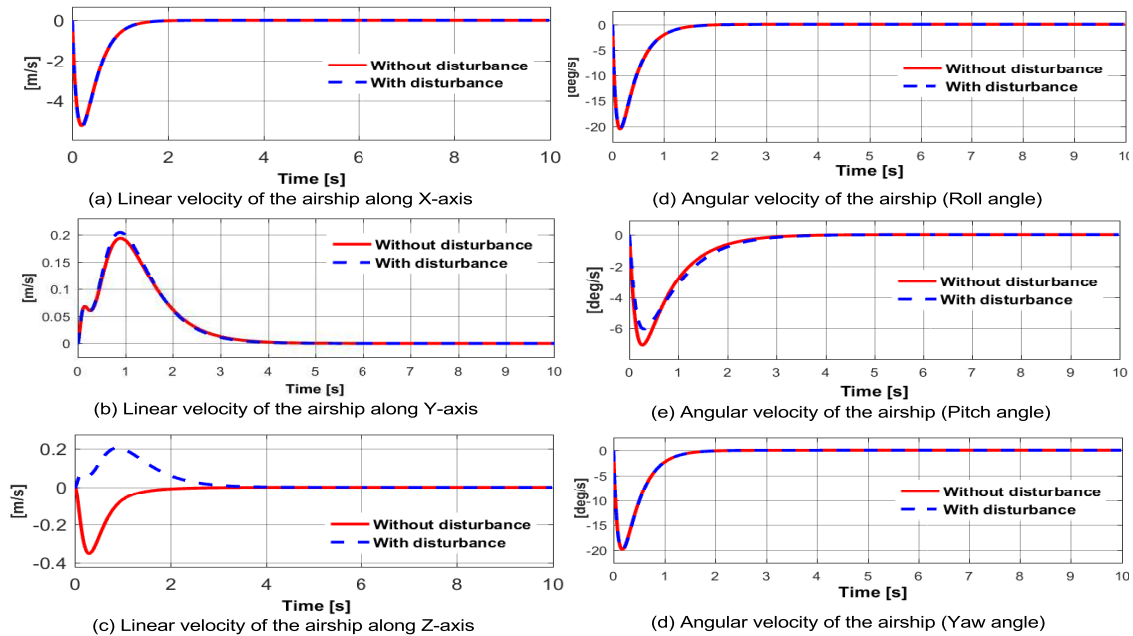 0
-2
-4
[m/s]
Without disturbance
With disturbance
0 2 4 6 8 10
Time [s]
(a) Linear velocity of the airship along X-axis
0
-5
-10
-15
-20
[deg/s]
Without disturbance
With disturbance
0 1 2 3 4 5 6 7 8 9 10
Time [s]
(d) Angular velocity of the airship (Roll angle)
0.2
0.15
0.1
0.05
0
[m/s]
Without disturbance
With disturbance
0 1 2 3 4 5 6 7 8 9 10
Time [s]
(b) Linear velocity of the airship along Y-axis
0
-2
-4
-6
[deg/s]
Without disturbance
With disturbance
0 1 2 3 4 5 6 7 8 9 10
Time [s]
(e) Angular velocity of the airship (Pitch angle)
0.2
0
-0.2
-0.4
[m/s]
Without disturbance
With disturbance
0 2 4 6 8 10
Time [s]
(c) Linear velocity of the airship along Z-axis
0
-5
-10
-15
-20
[deg/s]
Without disturbance
With disturbance
0 1 2 3 4 5 6 7 8 9 10
Time [s]
(d) Angular velocity of the airship (Yaw angle)